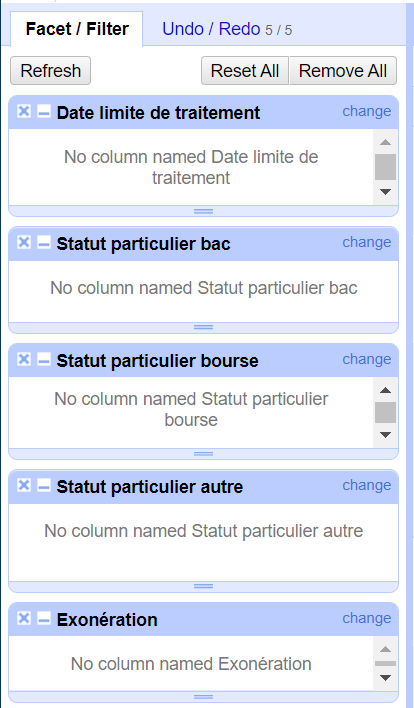 Facet / Filter Undo / Redo 5 / 5
Refresh Reset All Remove All
Date limite de traitement change
No column named Date limite de
traitement
Statut particulier bac change
No column named Statut particulier bac
Statut particulier bourse change
No column named Statut particulier
bourse
Statut particulier autre change
No column named Statut particulier autre
Exonération change
No column named Exonération